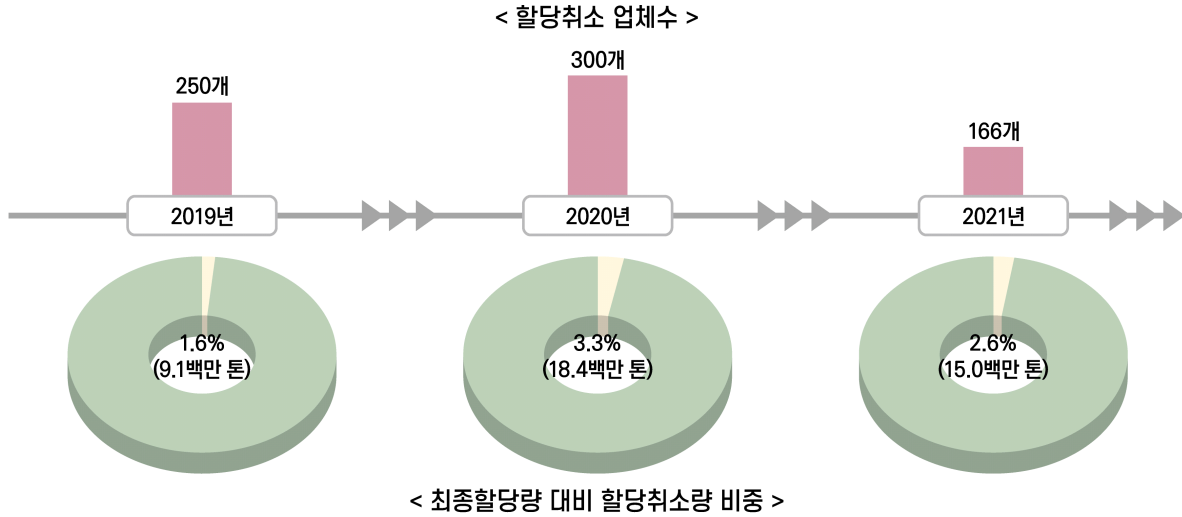 < 할당취소 업체수 >
250개
300개
166개
2019년
2020년
2021년
1.6%
(9.1백만 톤)
3.3%
(18.4백만 톤)
2.6%
(15.0백만 톤)
< 최종할당량 대비 할당취소량 비중 >